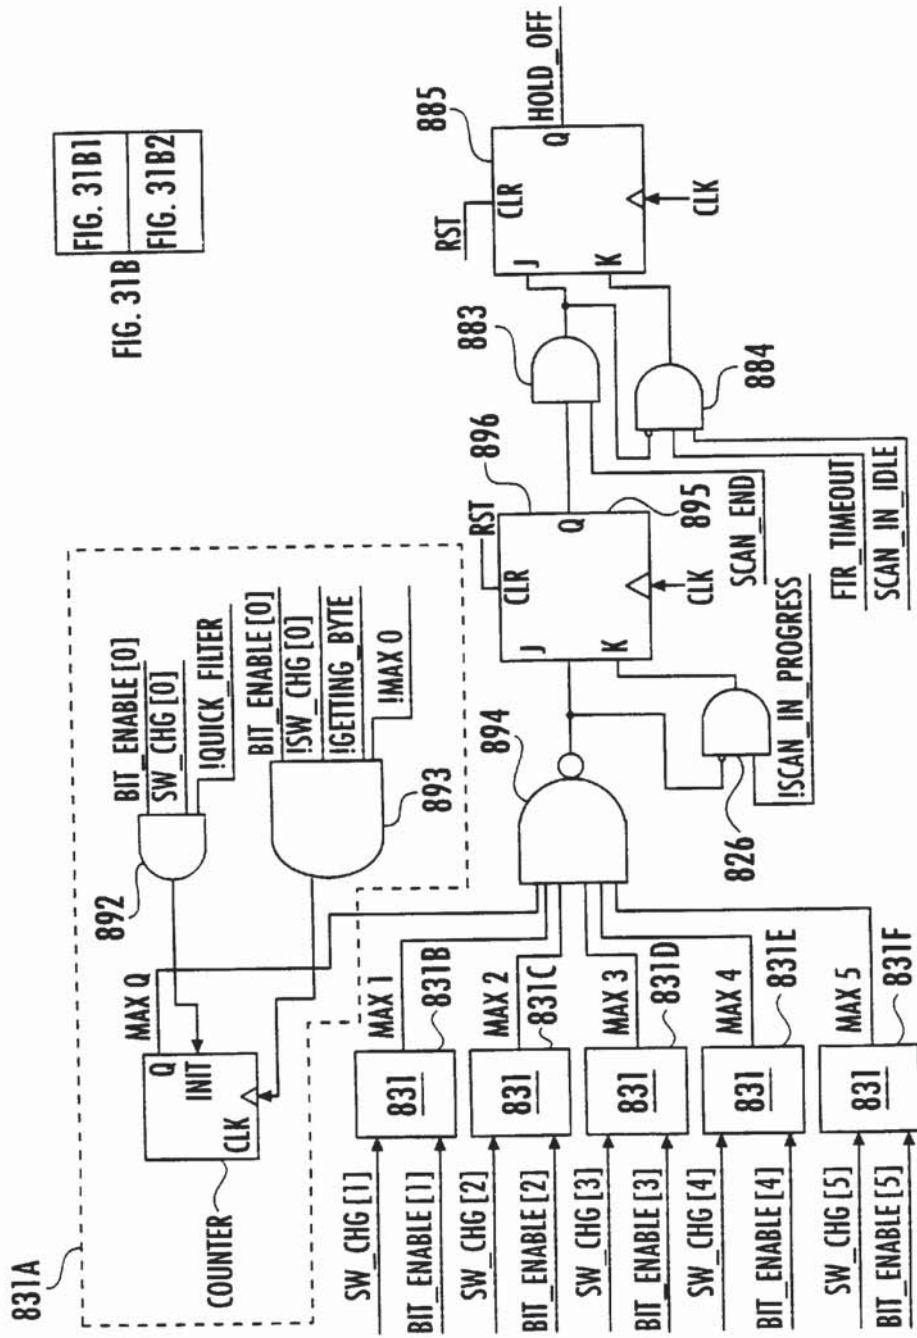 831A
COUNTER
CLK
INIT
Q
MAX Q
892
BIT_ENABLE [0]
SW_CHG [0]
!QUICK_FILTER
893
BIT_ENABLE [0]
!SW_CHG [0]
!GETING_BYTE
!MAX 0
FIG. 31B
FIG. 31B1
FIG. 31B2
SW_CHG [1]
BIT_ENABLE [1]
831
MAX 1
831B
SW_CHG [2]
BIT_ENABLE [2]
831
MAX 2
831C
SW_CHG [3]
BIT_ENABLE [3]
831
MAX 3
831D
SW_CHG [4]
BIT_ENABLE [4]
831
MAX 4
831E
SW_CHG [5]
BIT_ENABLE [5]
831
MAX 5
831F
894
826
!SCAN_IN_PROGRESS
RST
896
J
CLR
Q
K
CLK
895
SCAN_END
883
884
FTR_TIMEOUT
SCAN_IN_IDLE
RST
885
J
CLR
Q
K
CLK
HOLD_OFF